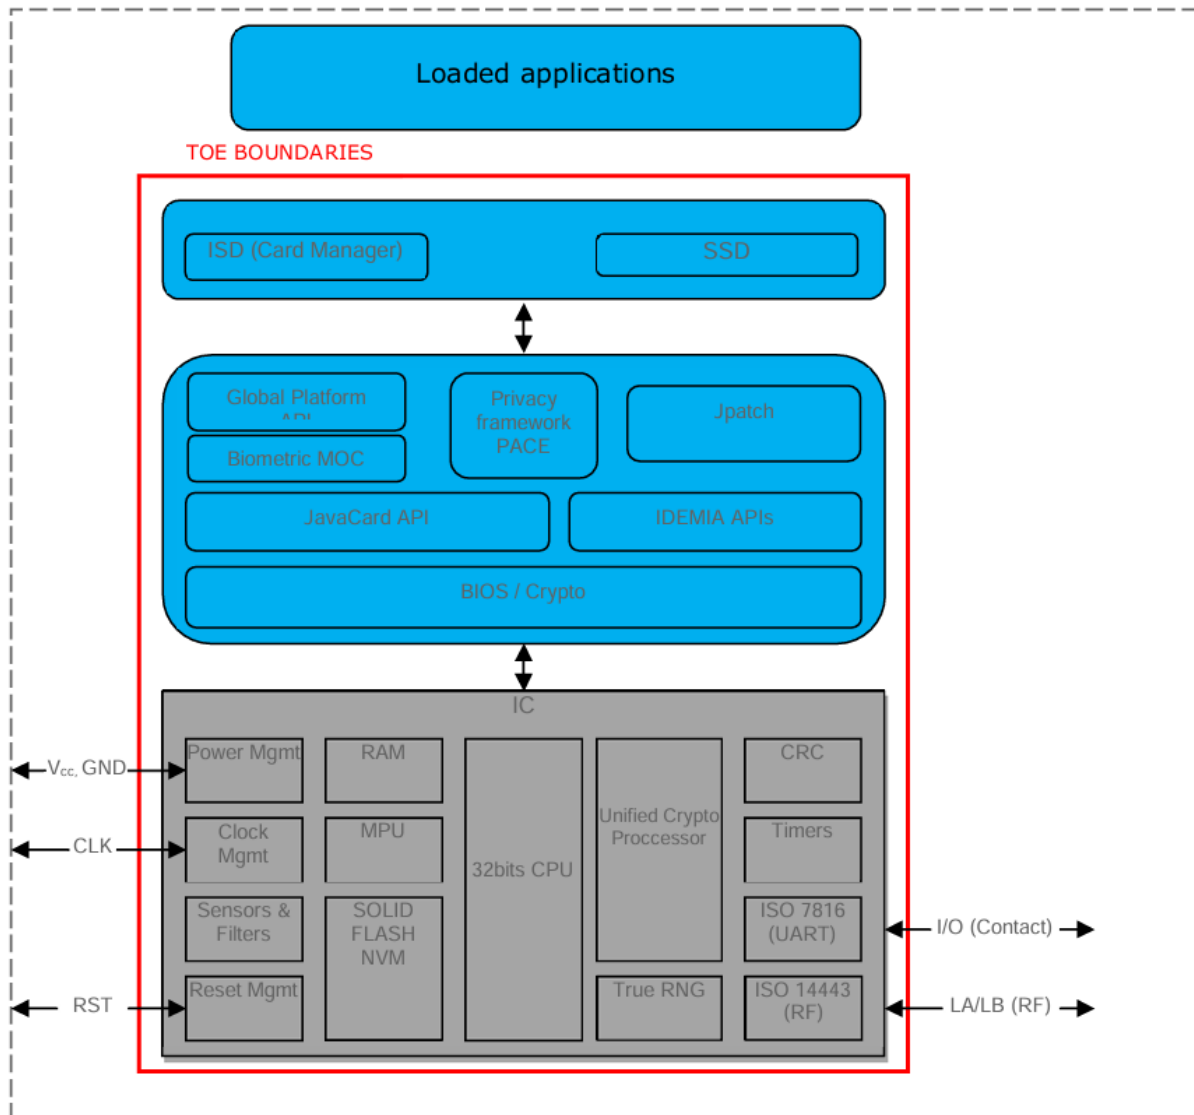 Loaded applications
TOE BOUNDARIES
ISD (Card Manager)
SSD
Global Platform
API
Biometric MOC
Privacy
framework
PACE
Jpatch
JavaCard API
IDEMIA APIs
BIOS / Crypto
IC
Power Mgmt
RAM
32bits CPU
Unified Crypto
Proccessor
CRC
Vcc, GND
Clock
Mgmt
MPU
Timers
CLK
Sensors &
Filters
SOLID
FLASH
NVM
ISO 7816
(UART)
I/O (Contact)
Reset Mgmt
True RNG
ISO 14443
(RF)
RST
LA/LB (RF)